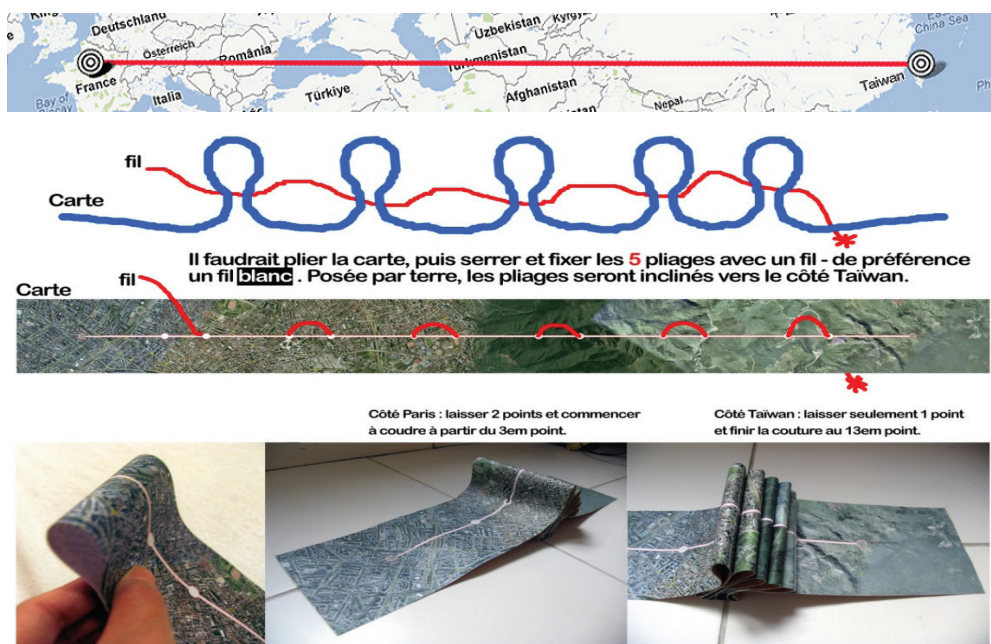 King
Deutschland
Österreich
România
France
Italia
Bay of
Biscay
Türkiye
Uzbekistan
Turkmenistan
Afghanistan
Nepal
Taiwan
China Sea
fil
Carte
Il faudrait plier la carte, puis serrer et fixer les 5 pliages avec un fil - de préférence
un fil blanc . Posée par terre, les pliages seront inclinés vers le côté Taïwan.
Carte
fil
Côté Paris : laisser 2 points et commencer
à coudre à partir du 3em point.
Côté Taïwan : laisser seulement 1 point
et finir la couture au 13em point.